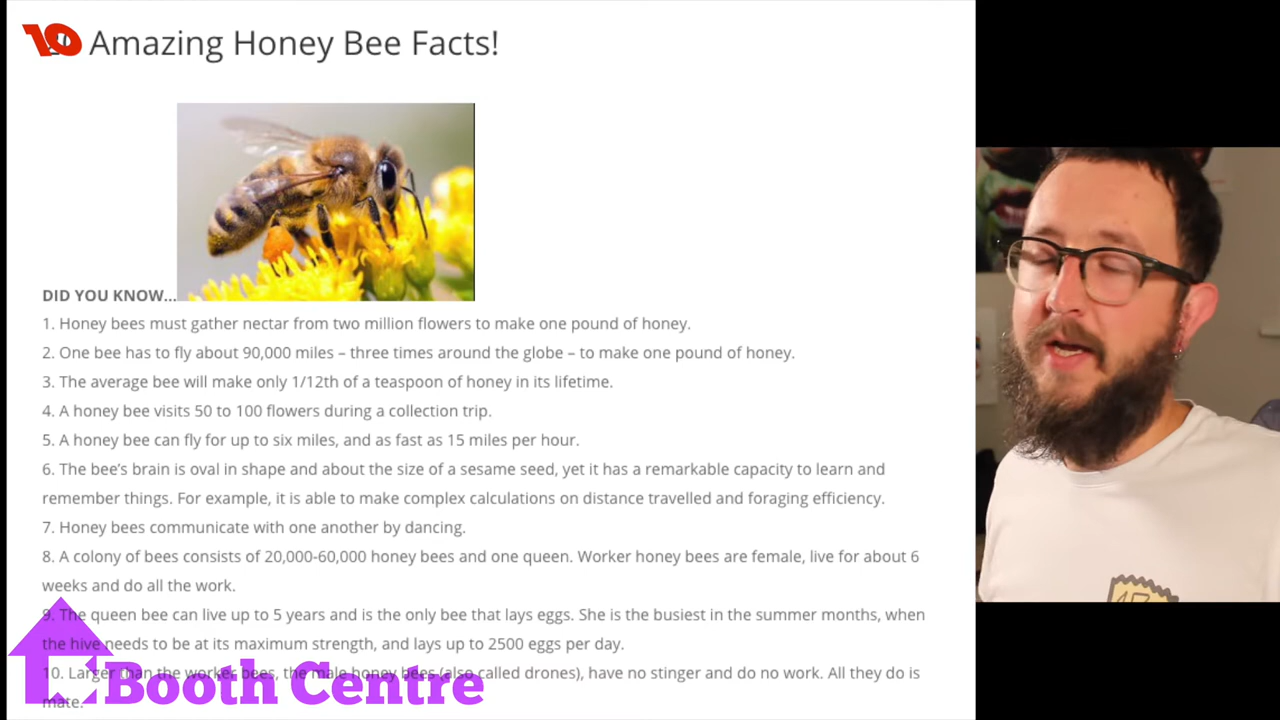 10 Amazing Honey Bee Facts!
DID YOU KNOW...
1. Honey bees must gather nectar from two million flowers to make one pound of honey.
2. One bee has to fly about 90,000 miles – three times around the globe – to make one pound of honey.
3. The average bee will make only 1/12th of a teaspoon of honey in its lifetime.
4. A honey bee visits 50 to 100 flowers during a collection trip.
5. A honey bee can fly for up to six miles, and as fast as 15 miles per hour.
6. The bee’s brain is oval in shape and about the size of a sesame seed, yet it has a remarkable capacity to learn and
remember things. For example, it is able to make complex calculations on distance travelled and foraging efficiency.
7. Honey bees communicate with one another by dancing.
8. A colony of bees consists of 20,000-60,000 honey bees and one queen. Worker honey bees are female, live for about 6
weeks and do all the work.
9. The queen bee can live up to 5 years and is the only bee that lays eggs. She is the busiest in the summer months, when
the hive needs to be at its maximum strength, and lays up to 2500 eggs per day.
10. Larger than the worker bees, the male honey bees (also called drones), have no stinger and do no work. All they do is
mate.
Booth Centre